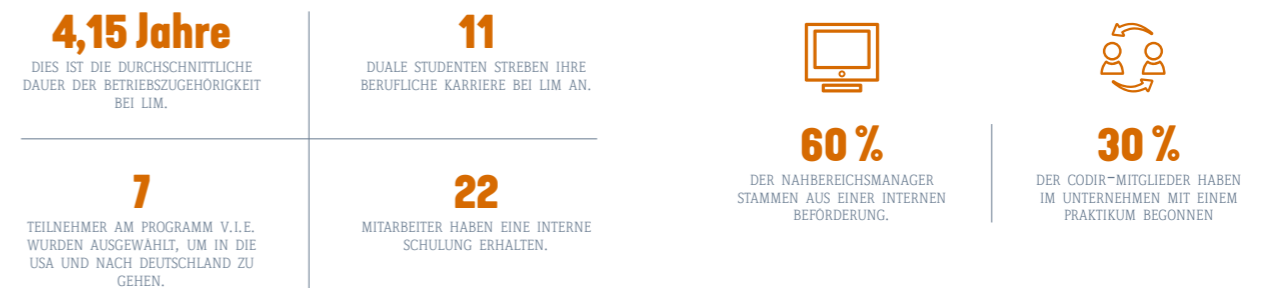 4,15 Jahre
DIES IST DIE DURCHSCHNITTLICHE
DAUER DER BETRIEBSZUGEHÖRIGKEIT
BEI LIM.
11
DUALE STUDENTEN STREBEN IHRE
BERUFLICHE KARRIERE BEI LIM AN.
7
TEILNEHMER AM PROGRAMM V.I.E.
WURDEN AUSGEWÄHLT, UM IN DIE
USA UND NACH DEUTSCHLAND ZU
GEHEN.
22
MITARBEITER HABEN EINE INTERNE
SCHULUNG ERHALTEN.
60 %
DER NAHBEREICHSMANAGER
STAMMEN AUS EINER INTERNEN
BEFÖRDERUNG.
30 %
DER CODIR-MITGLIEDER HABEN
IM UNTERNEHMEN MIT EINEM
PRAKTIKUM BEGONNEN